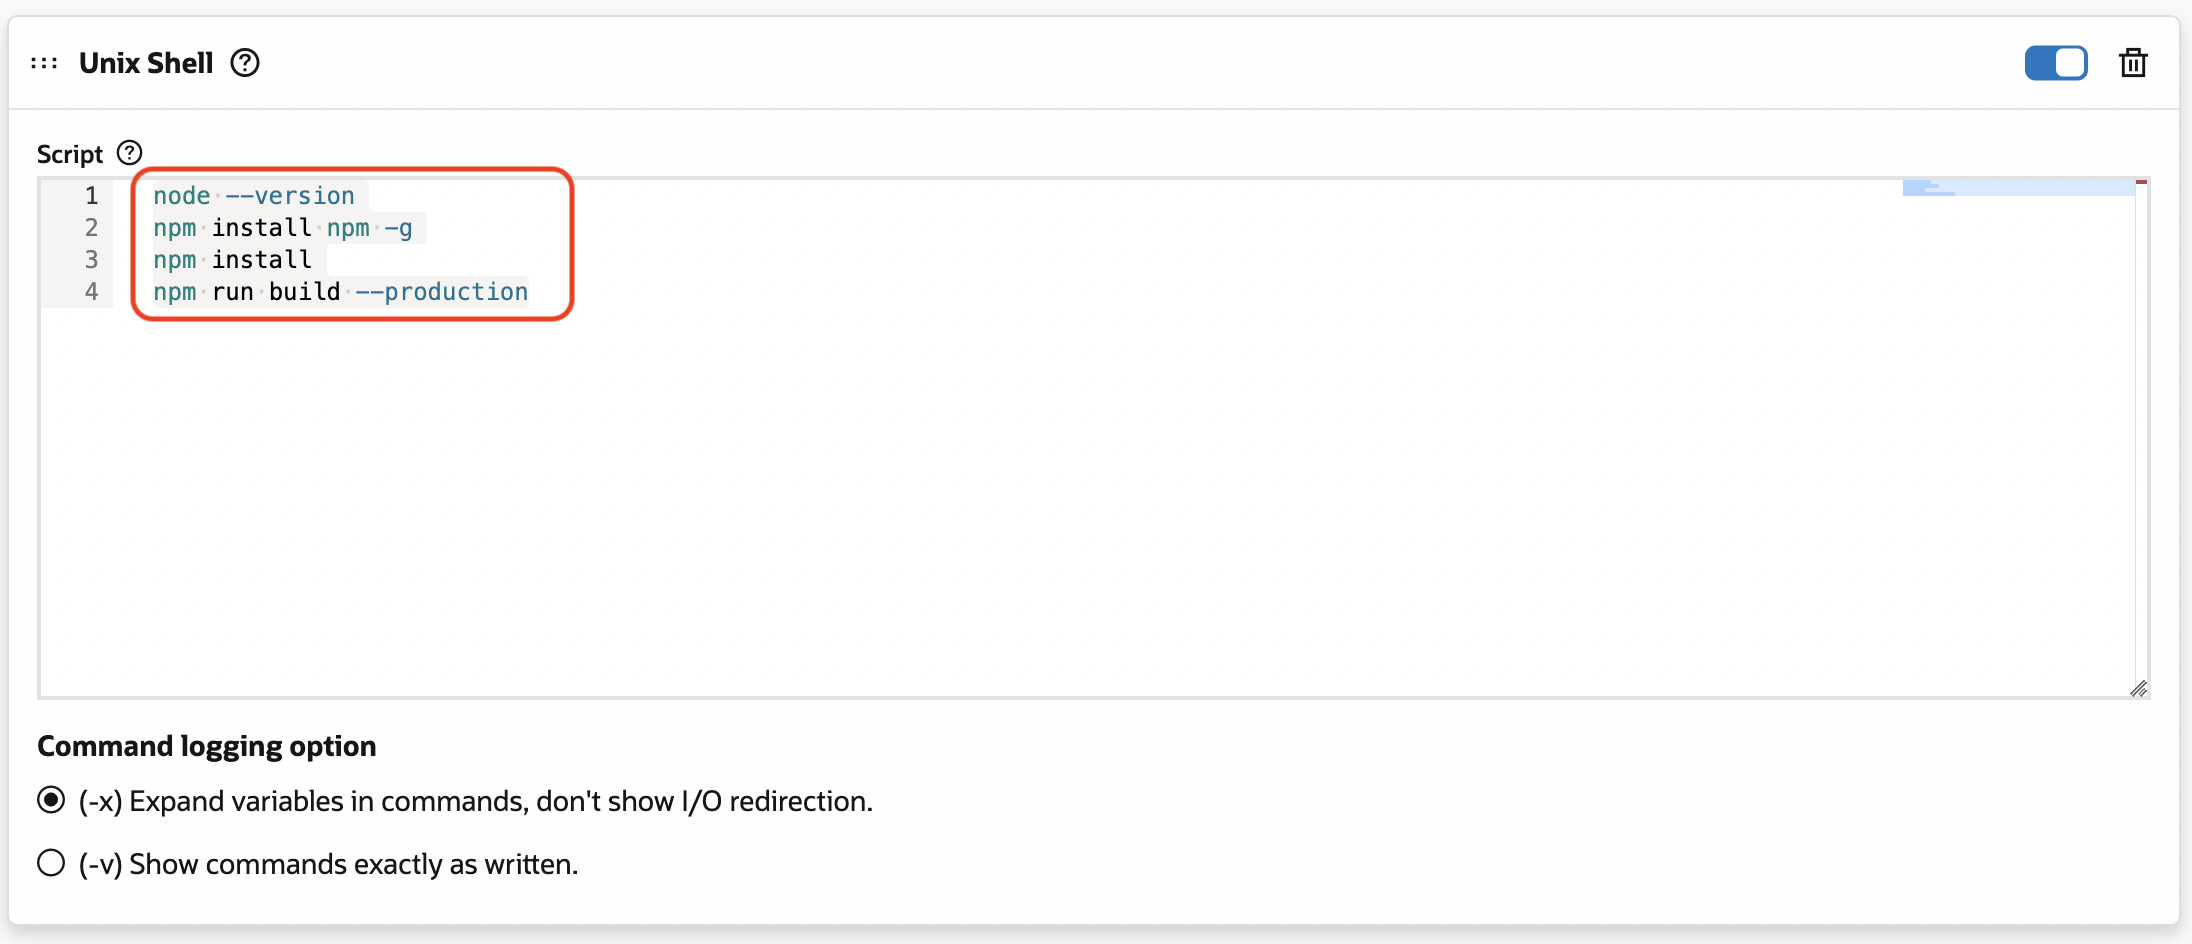 Unix Shell
Script
1 node --version
2 npm install npm -g
3 npm install
4 npm run build --production
Command logging option
(-x) Expand variables in commands, don't show I/O redirection.
(-v) Show commands exactly as written.